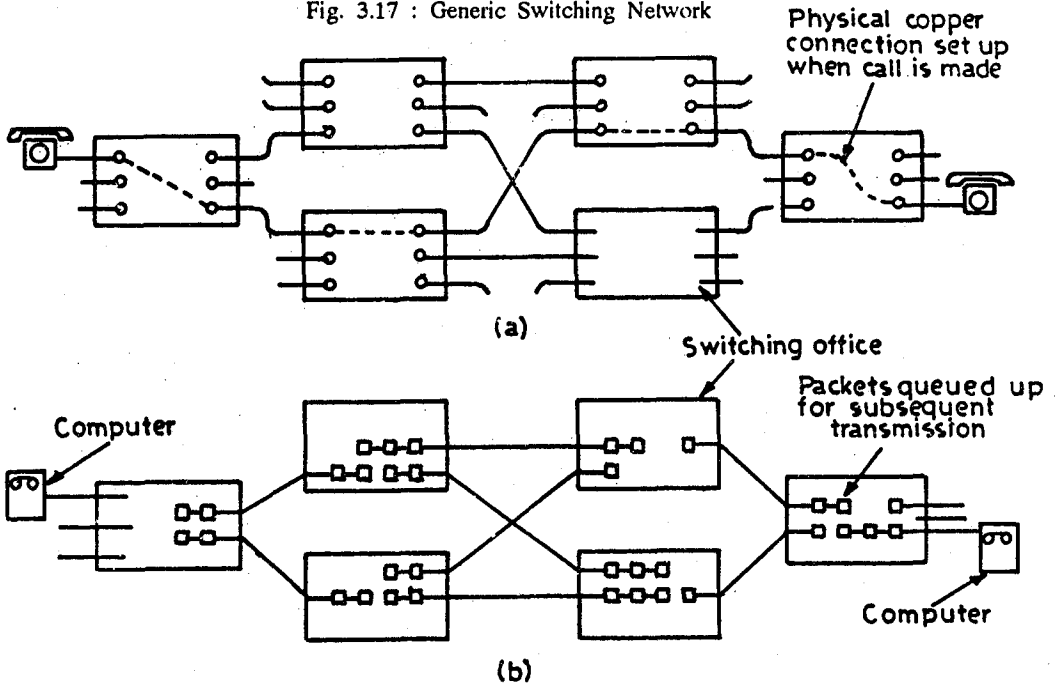 Fig. 3.17 : Generic Switching Network
Physical copper
connection set up
when call is made
(a)
Switching office
Packets queued up
for subsequent
transmission
Computer
Computer
(b)